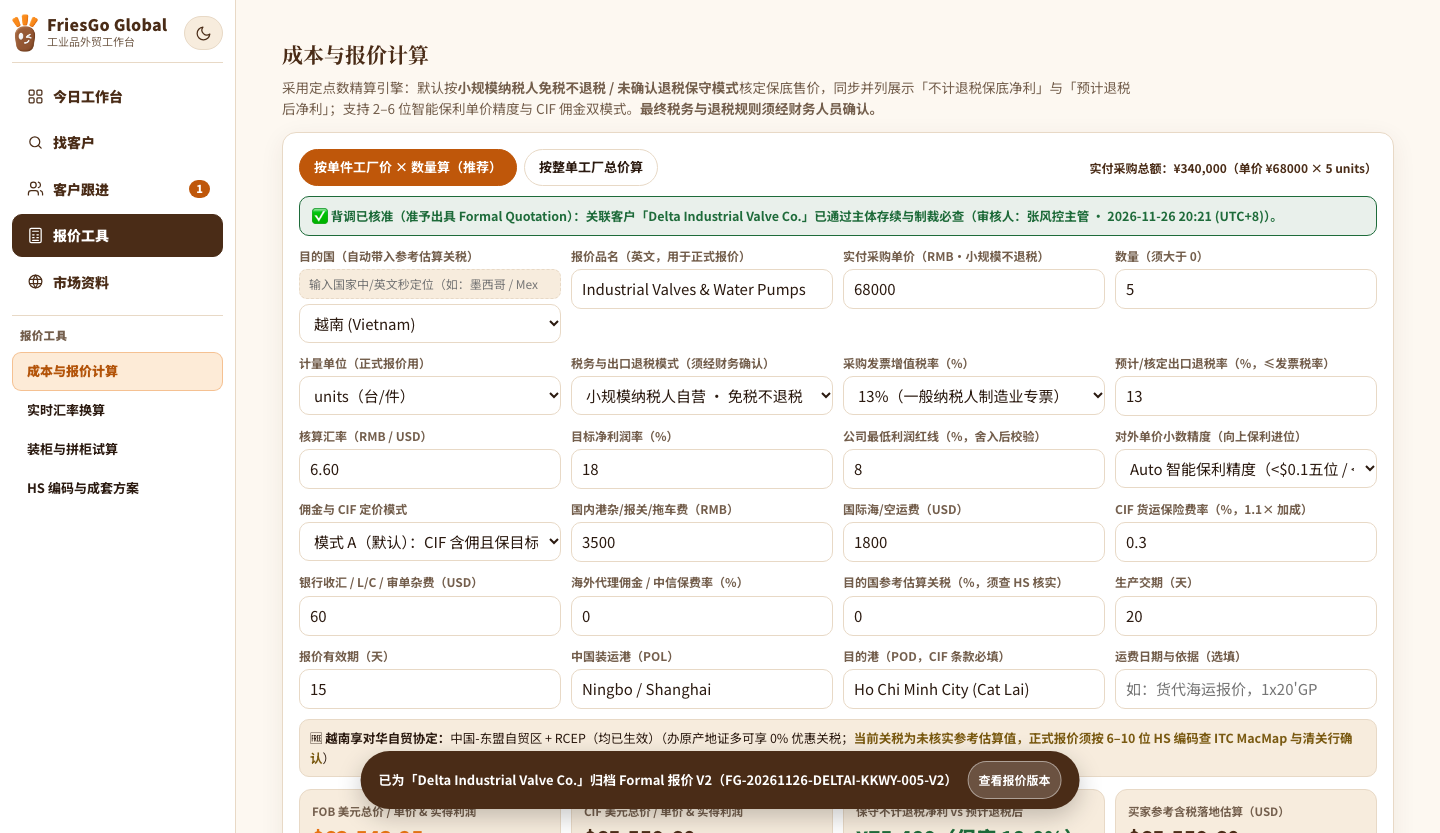 FriesGo Global
工业品外贸工作台
今日工作台
找客户
客户跟进
1
报价工具
市场资料
报价工具
成本与报价计算
实时汇率换算
装柜与拼柜试算
HS 编码与成套方案
成本与报价计算
采用定点数精算引擎：默认按小规模纳税人免税不退税 / 未确认退税保守模式核定保底售价，同步并列展示「不计退税保底净利」与「预计退税
后净利」；支持 2–6 位智能保利单价精度与 CIF 佣金双模式。最终税务与退税规则须经财务人员确认。
按单件工厂价 × 数量算（推荐）
按整单工厂总价算
实付采购总额：¥340,000（单价 ¥68000 × 5 units）
✅ 背调已核准（准予出具 Formal Quotation）：关联客户「Delta Industrial Valve Co.」已通过主体存续与制裁必查（审核人：张风控主管 · 2026-11-26 20:21 (UTC+8)）。
目的国（自动带入参考估算关税）
报价品名（英文，用于正式报价）
实付采购单价（RMB·小规模不退税）
数量（须大于 0）
输入国家中/英文秒定位（如：墨西哥 / Mex
越南 (Vietnam)
Industrial Valves & Water Pumps
68000
5
计量单位（正式报价用）
税务与出口退税模式（须经财务确认）
采购发票增值税率（%）
预计/核定出口退税率（%，≤发票税率）
units（台/件）
小规模纳税人自营 · 免税不退税
13%（一般纳税人制造业专票）
13
核算汇率（RMB / USD）
目标净利润率（%）
公司最低利润红线（%，舍入后校验）
对外单价小数精度（向上保利进位）
6.60
18
8
Auto 智能保利精度（<$0.1五位 / ·
佣金与 CIF 定价模式
国内港杂/报关/拖车费（RMB）
国际海/空运费（USD）
CIF 货运保险费率（%，1.1× 加成）
模式 A（默认）：CIF 含佣且保目标
3500
1800
0.3
银行收汇 / L/C / 审单杂费（USD）
海外代理佣金 / 中信保费率（%）
目的国参考估算关税（%，须查 HS 核实）
生产交期（天）
60
0
0
20
报价有效期（天）
中国装运港（POL）
目的港（POD，CIF 条款必填）
运费日期与依据（选填）
15
Ningbo / Shanghai
Ho Chi Minh City (Cat Lai)
如：货代海运报价，1x20'GP
🆓 越南享对华自贸协定：中国-东盟自贸区 + RCEP（均已生效）（办原产地证多可享 0% 优惠关税；当前关税为未核实参考估算值，正式报价须按 6–10 位 HS 编码查 ITC MacMap 与清关行确
认）
已为「Delta Industrial Valve Co.」归档 Formal 报价 V2（FG-20261126-DELTAI-KKWY-005-V2）
查看报价版本
FOB 美元总价 / 单价 & 实得利润
CIF 美元总价 / 单价 & 实得利润
保守不计退税净利 vs 预计退税后
买家参考含税落地估算（USD）